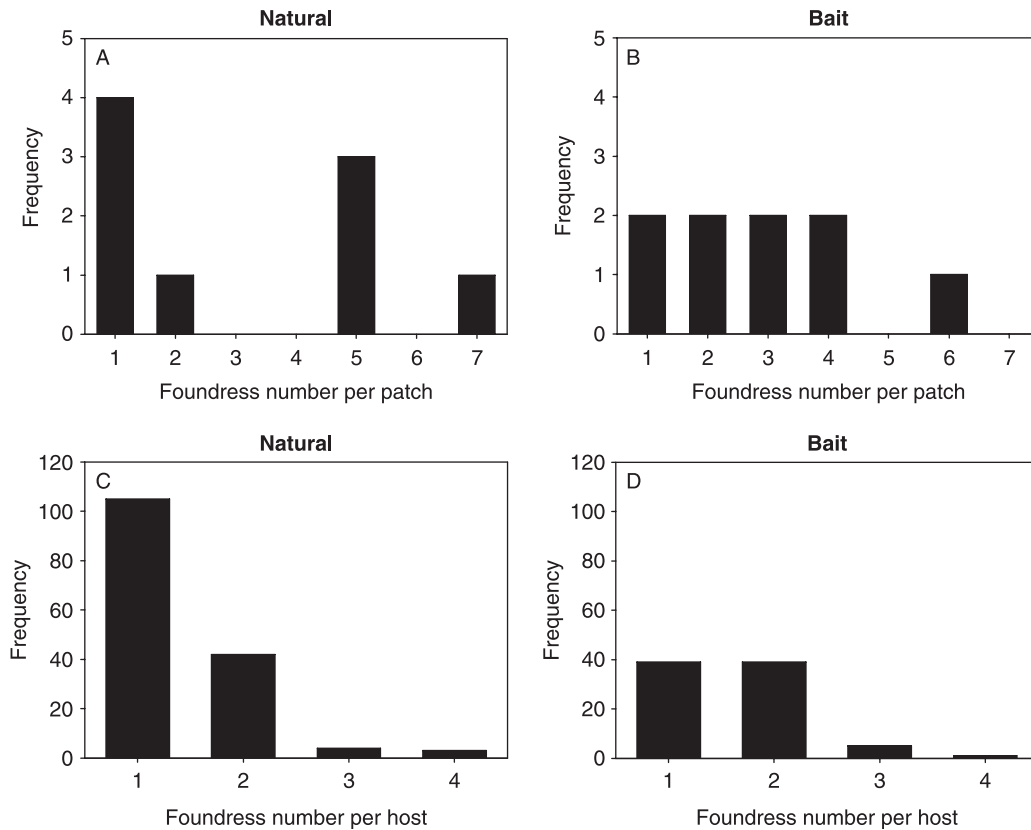 Natural
A
5
4
3
2
1
0
Frequency
1 2 3 4 5 6 7
Foundress number per patch
Bait
B
5
4
3
2
1
0
Frequency
1 2 3 4 5 6 7
Foundress number per patch
Natural
C
120
100
80
60
40
20
0
Frequency
1 2 3 4
Foundress number per host
Bait
D
120
100
80
60
40
20
0
Frequency
1 2 3 4
Foundress number per host